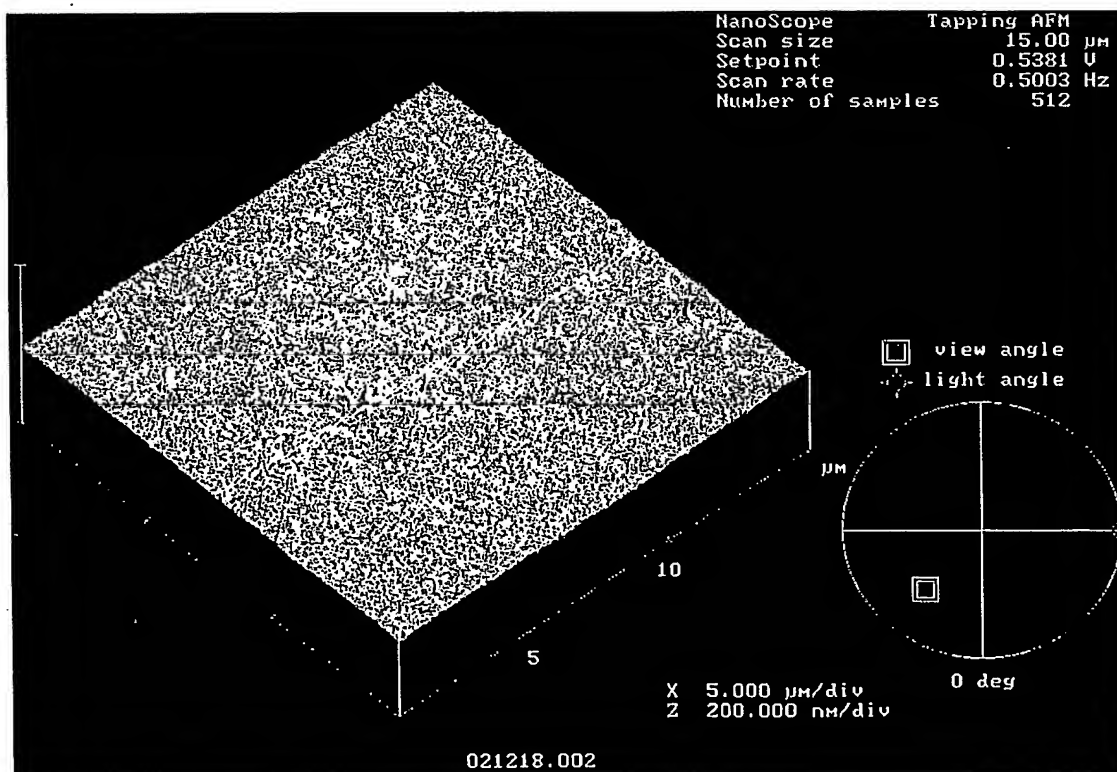 NanoScope Tapping AFM
Scan size 15.00 µm
Setpoint 0.5381 V
Scan rate 0.5003 Hz
Number of samples 512
view angle
light angle
µm
10
5
0 deg
X 5.000 µm/div
Z 200.000 nm/div
021218.002